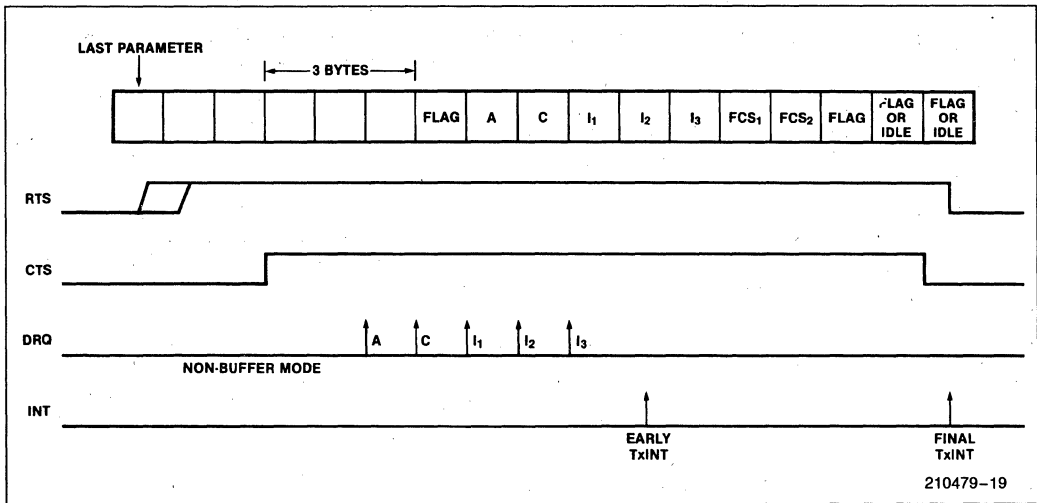 LAST PARAMETER
3 BYTES
FLAG A C I₁ I₂ I₃ FCS₁ FCS₂ FLAG FLAG OR IDLE FLAG OR IDLE
RTS
CTS
DRQ A C I₁ I₂ I₃
NON-BUFFER MODE
INT
EARLY TxINT FINAL TxINT
210479–19